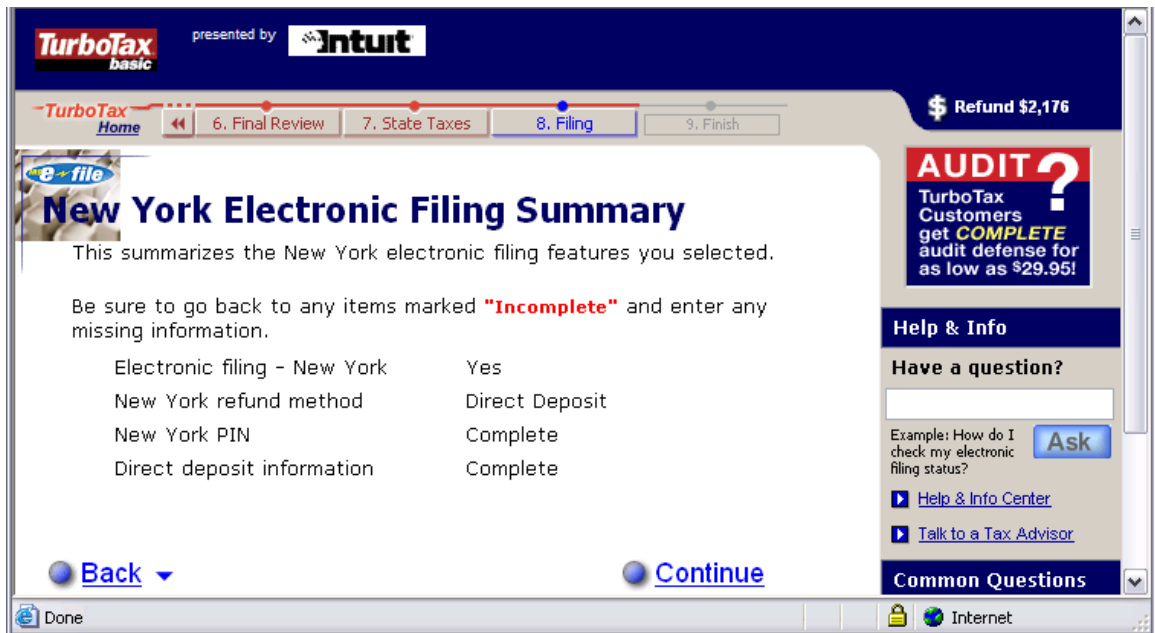 TurboTax
basic
presented by
Intuit
TurboTax
Home
6. Final Review
7. State Taxes
8. Filing
9. Finish
$ Refund $2,176
e-file
New York Electronic Filing Summary
This summarizes the New York electronic filing features you selected.
Be sure to go back to any items marked "Incomplete" and enter any
missing information.
Electronic filing - New York Yes
New York refund method Direct Deposit
New York PIN Complete
Direct deposit information Complete
Back
Continue
AUDIT?
TurboTax
Customers
get COMPLETE
audit defense for
as low as $29.95!
Help & Info
Have a question?
Example: How do I
check my electronic
filing status?
Ask
Help & Info Center
Talk to a Tax Advisor
Common Questions
Done
Internet